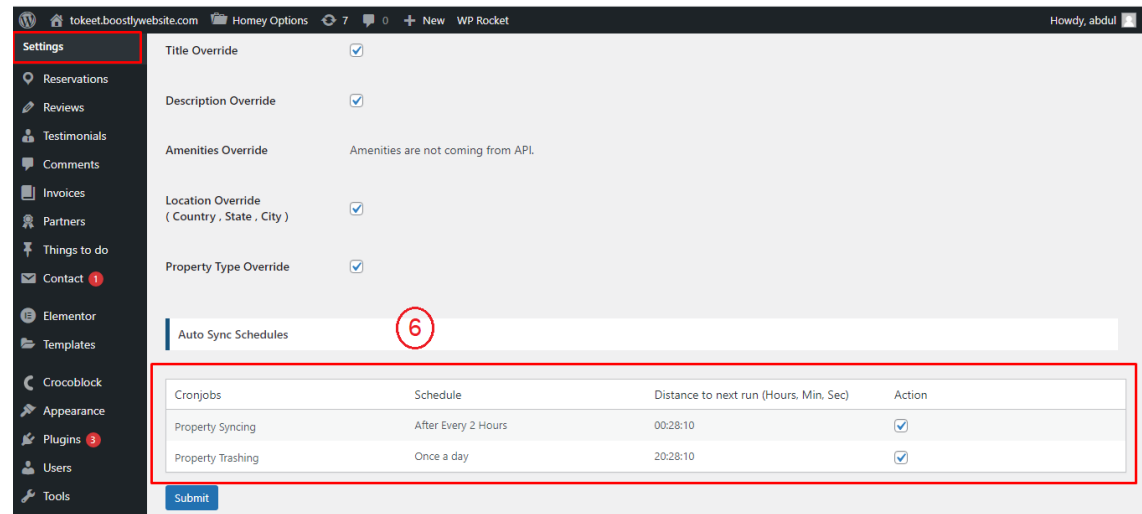 tokeet.boostlywebsite.com Homey Options 7 0 New WP Rocket Howdy, abdul
Settings
Reservations
Reviews
Testimonials
Comments
Invoices
Partners
Things to do
Contact 1
Elementor
Templates
Crocoblock
Appearance
Plugins 3
Users
Tools
Title Override
Description Override
Amenities Override Amenities are not coming from API.
Location Override
( Country , State , City )
Property Type Override
6
Auto Sync Schedules
Cronjobs Schedule Distance to next run (Hours, Min, Sec) Action
Property Syncing After Every 2 Hours 00:28:10
Property Trashing Once a day 20:28:10
Submit